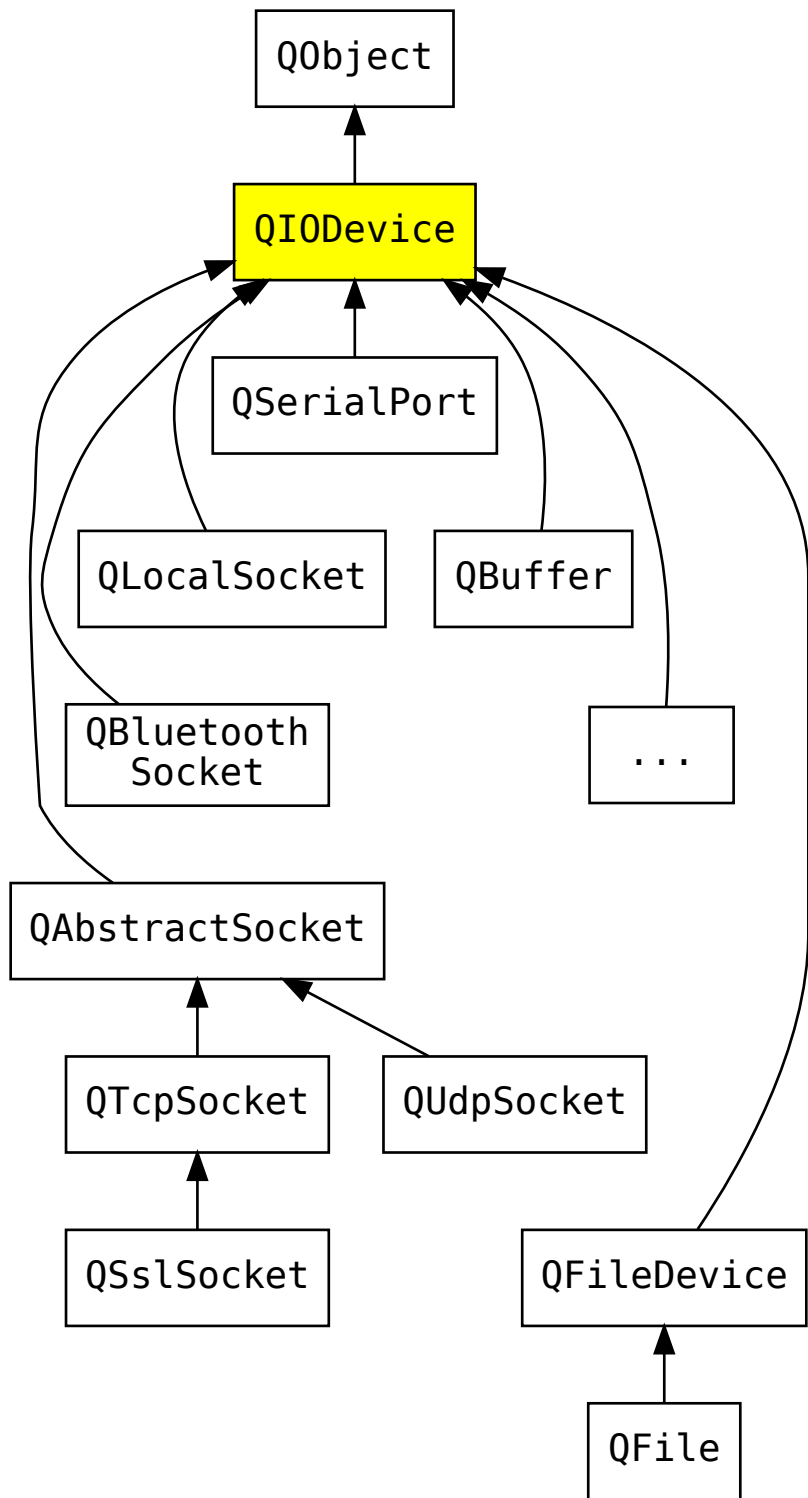 QObject
QIODevice
QSerialPort
QLocalSocket
QBuffer
QBluetooth
Socket
...
QAbstractSocket
QTcpSocket
QUdpSocket
QSslSocket
QFileDevice
QFile